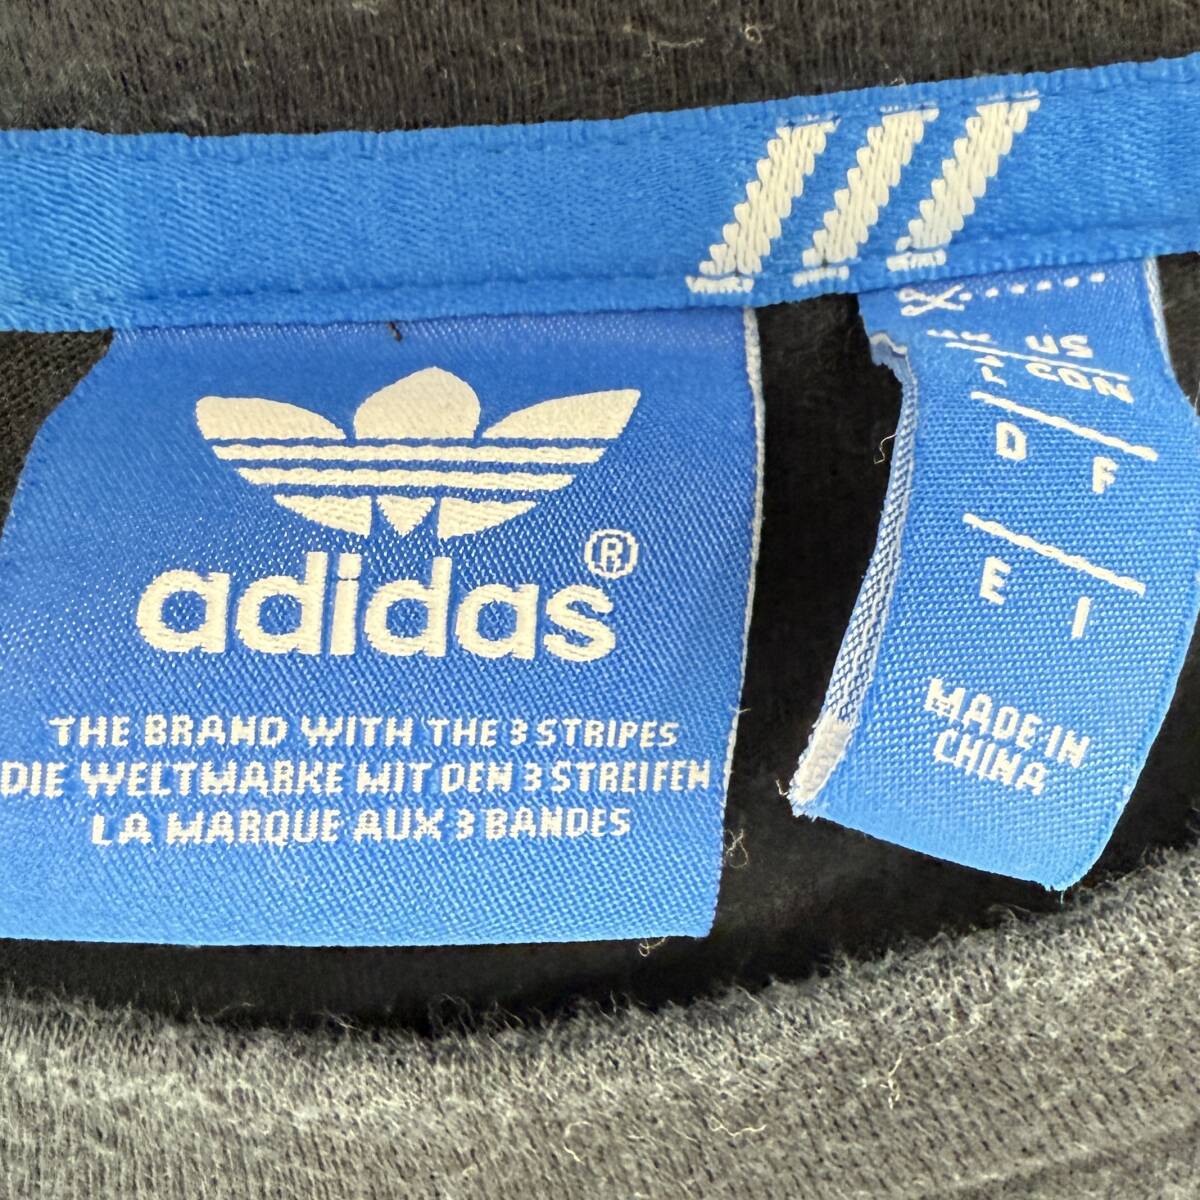 adidas®
THE BRAND WITH THE 3 STRIPES
DIE WELTMARKE MIT DEN 3 STREIFEN
LA MARQUE AUX 3 BANDES
US
L CON
D F
E I
MADE IN
CHINA